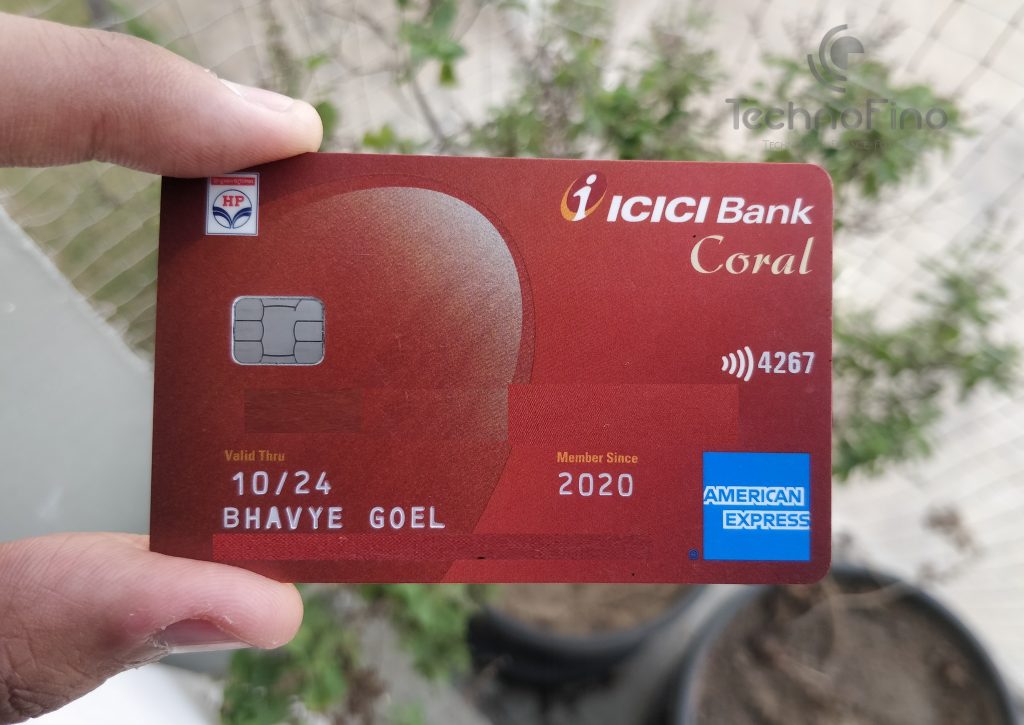 TechnoFino
HP
ICICI Bank
Coral
4267
Valid Thru
Member Since
10/24
2020
BHAVYE GOEL
AMERICAN
EXPRESS